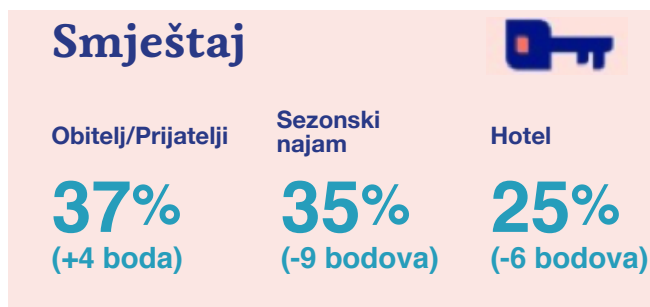 Smještaj
Obitelj/Prijatelji
37%
(+4 boda)
Sezonski
najam
35%
(-9 bodova)
Hotel
25%
(-6 bodova)